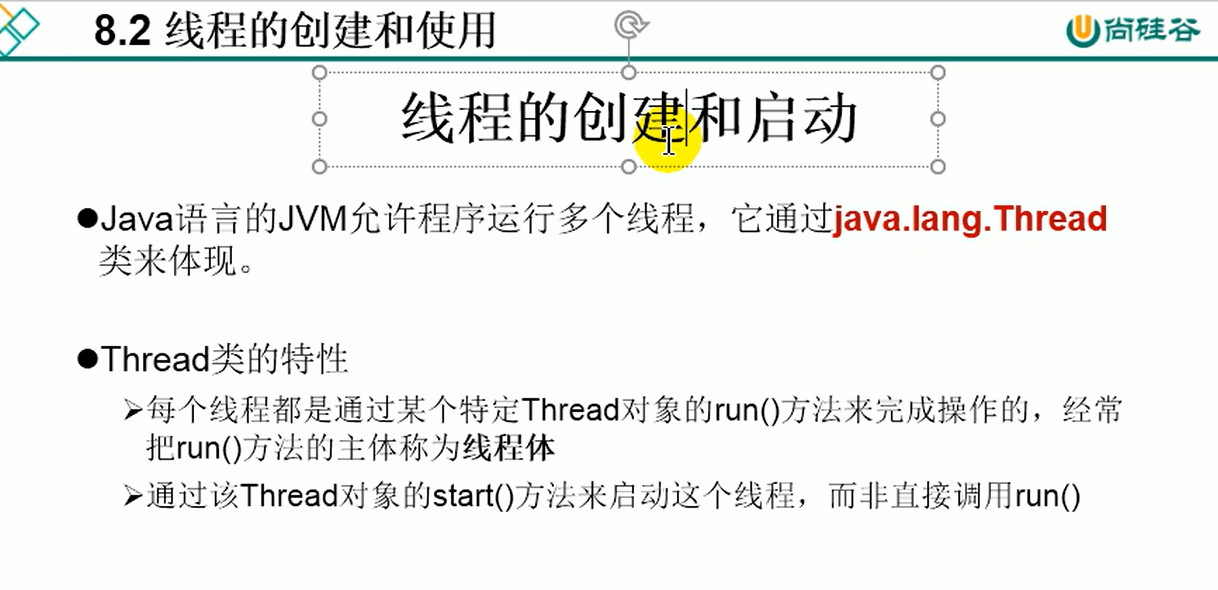 8.2 线程的创建和使用
尚硅谷
线程的创建和启动
●Java语言的JVM允许程序运行多个线程，它通过java.lang.Thread
类来体现。
●Thread类的特性
➢每个线程都是通过某个特定Thread对象的run()方法来完成操作的，经常
把run()方法的主体称为线程体
➢通过该Thread对象的start()方法来启动这个线程，而非直接调用run()